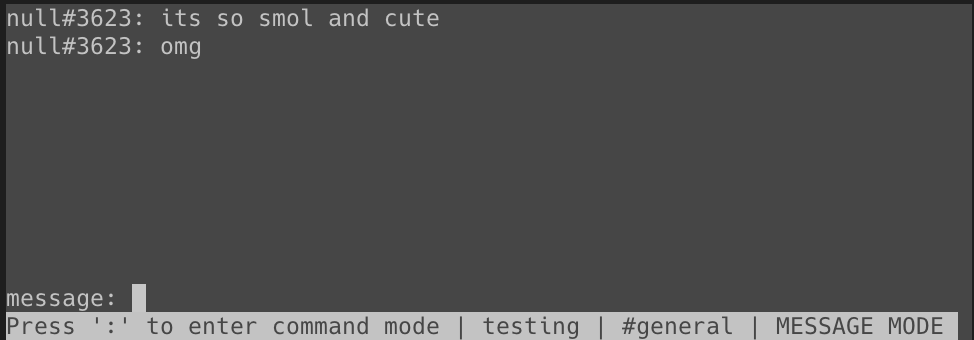 null#3623: its so smol and cute
null#3623: omg
message:
Press ':' to enter command mode | testing | #general | MESSAGE MODE